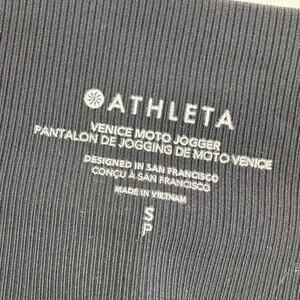 ATHLETA
VENICE MOTO JOGGER
PANTALON DE JOGGING DE MOTO VENICE
DESIGNED IN SAN FRANCISCO
CONÇU À SAN FRANCISCO
MADE IN VIETNAM
S
P